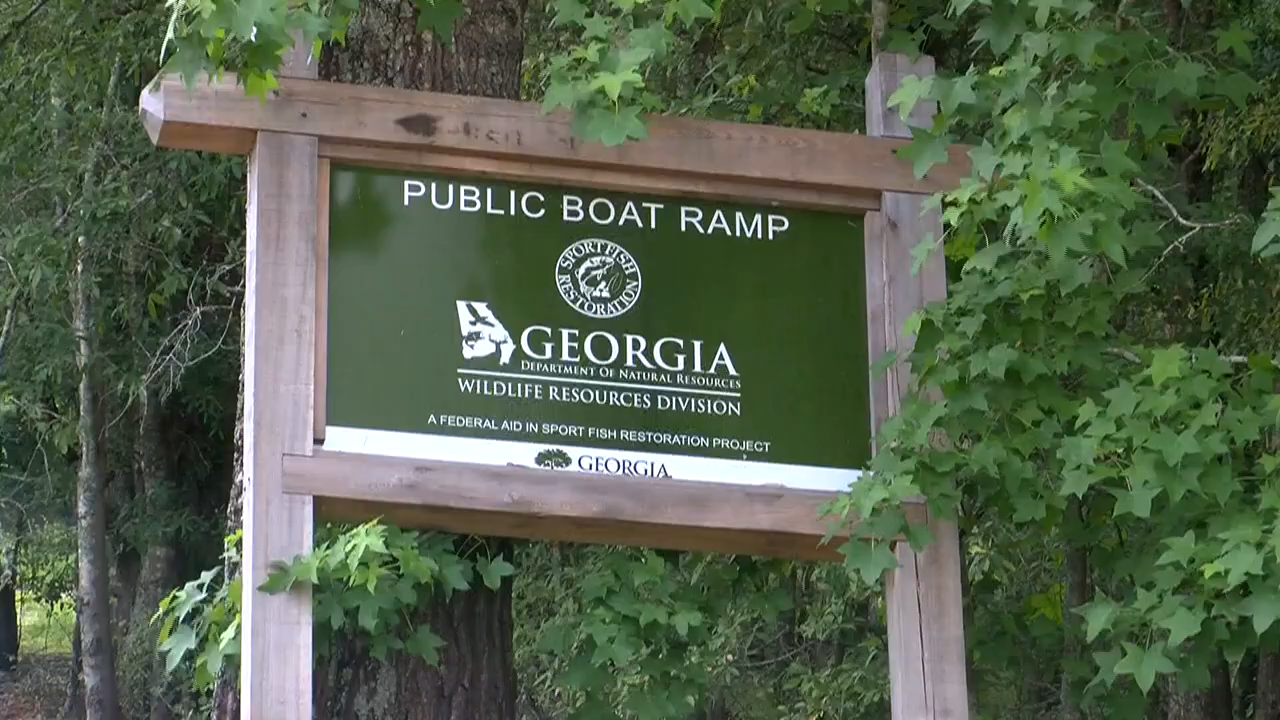 PUBLIC BOAT RAMP
SPORT FISH
RESTORATION
GEORGIA
DEPARTMENT OF NATURAL RESOURCES
WILDLIFE RESOURCES DIVISION
A FEDERAL AID IN SPORT FISH RESTORATION PROJECT
GEORGIA